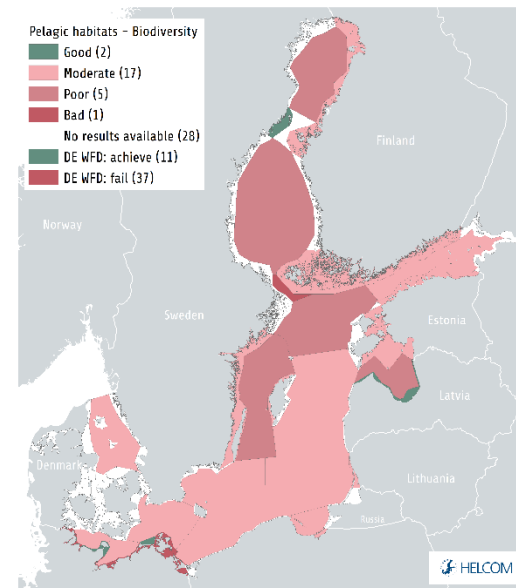 Pelagic habitats – Biodiversity
Good (2)
Moderate (17)
Poor (5)
Bad (1)
No results available (28)
DE WFD: achieve (11)
DE WFD: fail (37)
Finland
Norway
Sweden
Estonia
Latvia
Denmark
Lithuania
Russia
HELCOM